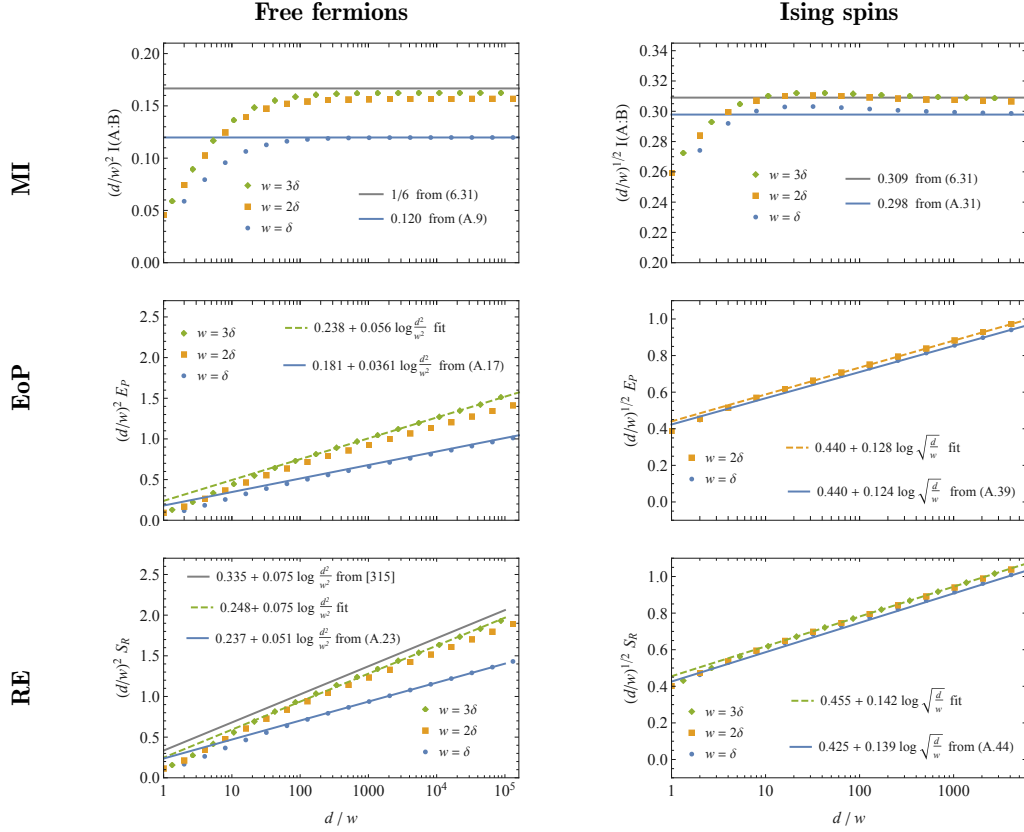 Free fermions
Ising spins
MI
(d/w)² I(A:B)
0.20
0.15
0.10
0.05
0.00
w = 3δ
w = 2δ
w = δ
1/6 from (6.31)
0.120 from (A.9)
(d/w)^{1/2} I(A:B)
0.34
0.32
0.30
0.28
0.26
0.24
0.22
0.20
w = 3δ
w = 2δ
w = δ
0.309 from (6.31)
0.298 from (A.31)
EoP
(d/w)² E_P
2.5
2.0
1.5
1.0
0.5
0.0
w = 3δ
w = 2δ
w = δ
0.238 + 0.056 log d²/w² fit
0.181 + 0.0361 log d²/w² from (A.17)
(d/w)^{1/2} E_P
1.0
0.8
0.6
0.4
0.2
0.0
w = 2δ
w = δ
0.440 + 0.128 log √(d/w) fit
0.440 + 0.124 log √(d/w) from (A.39)
RE
(d/w)² S_R
2.5
2.0
1.5
1.0
0.5
0.0
0.335 + 0.075 log d²/w² from [315]
0.248+ 0.075 log d²/w² fit
0.237 + 0.051 log d²/w² from (A.23)
w = 3δ
w = 2δ
w = δ
1 10 100 1000 10⁴ 10⁵
d / w
(d/w)^{1/2} S_R
1.0
0.8
0.6
0.4
0.2
0.0
w = 3δ
w = 2δ
w = δ
0.455 + 0.142 log √(d/w) fit
0.425 + 0.139 log √(d/w) from (A.44)
1 10 100 1000
d / w